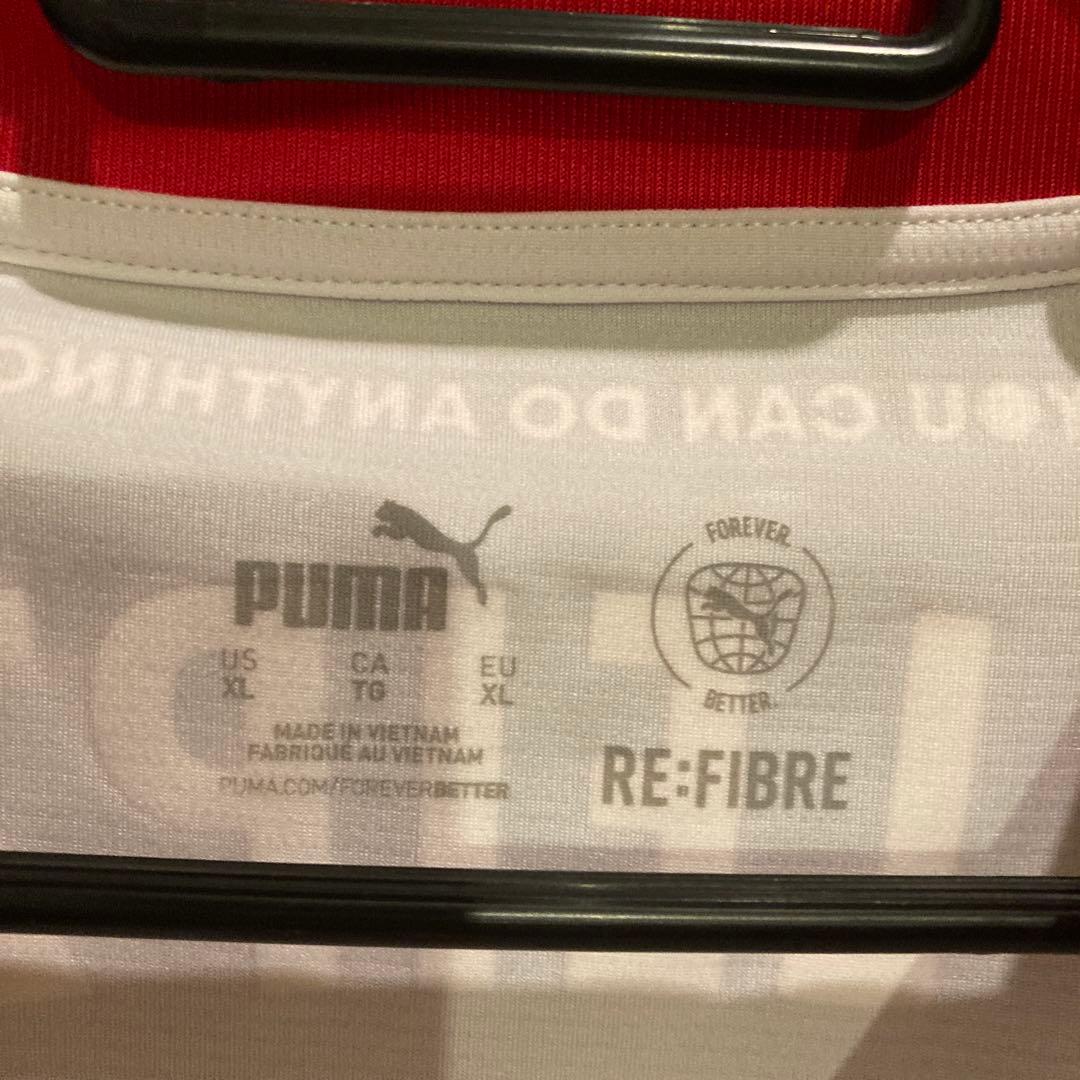 YOU CAN DO ANYTHING
PUMA
US CA EU
XL TG XL
MADE IN VIETNAM
FABRIQUÉ AU VIETNAM
PUMA.COM/FOREVERBETTER
FOREVER.
BETTER.
RE:FIBRE